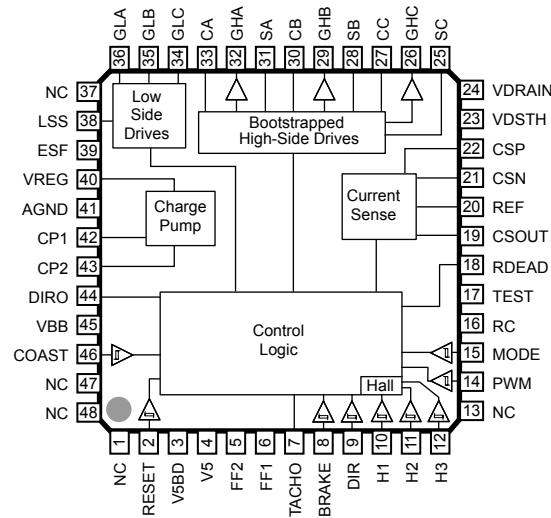 GLA
GLB
GLC
CA
GHA
SA
CB
GHB
SB
CC
GHC
SC
36
35
34
33
32
31
30
29
28
27
26
25
NC 37
LSS 38
ESF 39
VREG 40
AGND 41
CP1 42
CP2 43
DIRO 44
VBB 45
COAST 46
NC 47
NC 48
Low
Side
Drives
Bootstrapped
High-Side Drives
Charge
Pump
Current
Sense
Control
Logic
Hall
24 VDRAIN
23 VDSTH
22 CSP
21 CSN
20 REF
19 CSOUT
18 RDEAD
17 TEST
16 RC
15 MODE
14 PWM
13 NC
1
2
3
4
5
6
7
8
9
10
11
12
NC
RESET
V5BD
V5
FF2
FF1
TACHO
BRAKE
DIR
H1
H2
H3